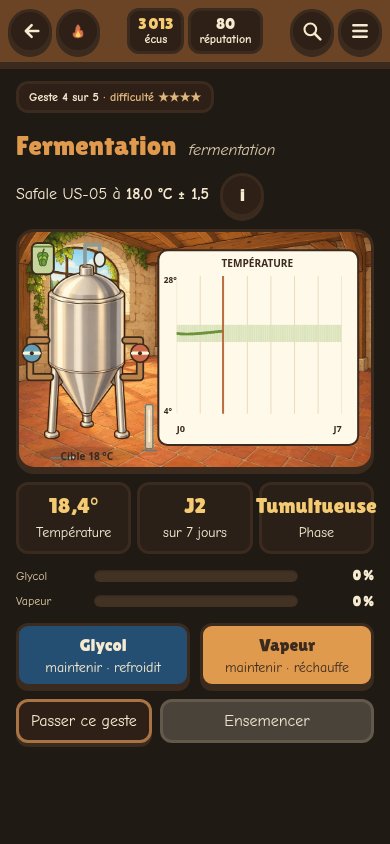 3 013
écus
80
réputation
Geste 4 sur 5 · difficulté ★★★★
Fermentation fermentation
Safale US-05 à 18,0 °C ± 1,5 i
TEMPÉRATURE
28°
4°
J0 J7
Cible 18 °C
18,4°
Température
J2
sur 7 jours
Tumultueuse
Phase
Glycol 0 %
Vapeur 0 %
Glycol
maintenir · refroidit
Vapeur
maintenir · réchauffe
Passer ce geste
Ensemencer